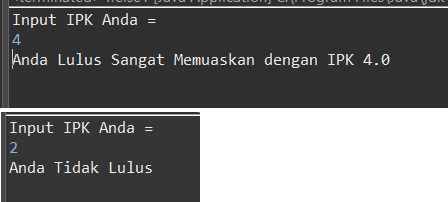 Input IPK Anda =
4
Anda Lulus Sangat Memuaskan dengan IPK 4.0
Input IPK Anda =
2
Anda Tidak Lulus